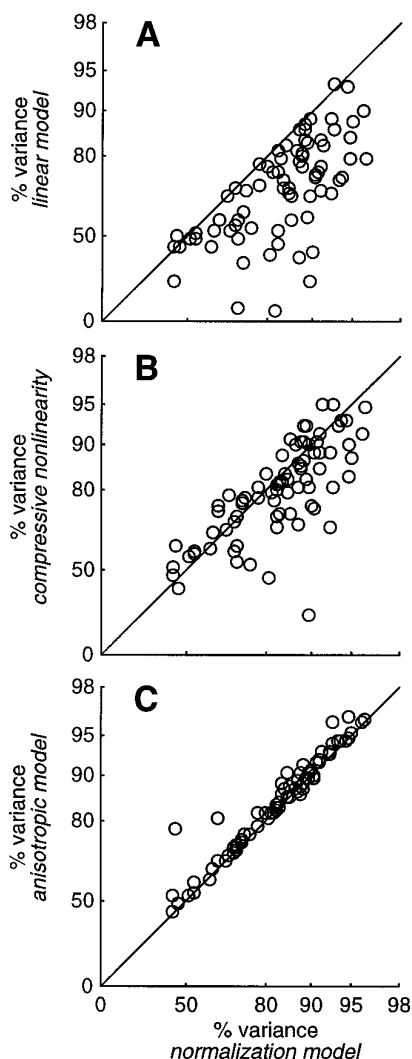 A
% variance
linear model
98
95
90
80
50
0
B
% variance
compressive nonlinearity
98
95
90
80
50
0
C
% variance
anisotropic model
98
95
90
80
50
0
0 50 80 90 95 98
% variance
normalization model